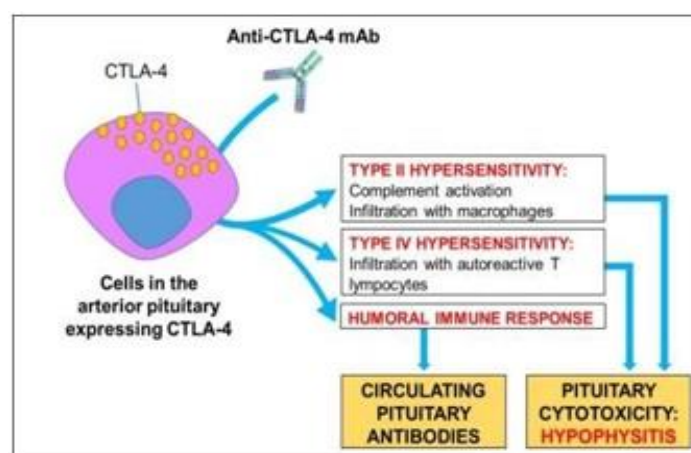 Anti-CTLA-4 mAb
CTLA-4
TYPE II HYPERSENSITIVITY:
Complement activation
Infiltration with macrophages
TYPE IV HYPERSENSITIVITY:
Infiltration with autoreactive T
lymphocytes
HUMORAL IMMUNE RESPONSE
Cells in the
arterior pituitary
expressing CTLA-4
CIRCULATING
PITUITARY
ANTIBODIES
PITUITARY
CYTOTOXICITY:
HYPOPHYSITIS